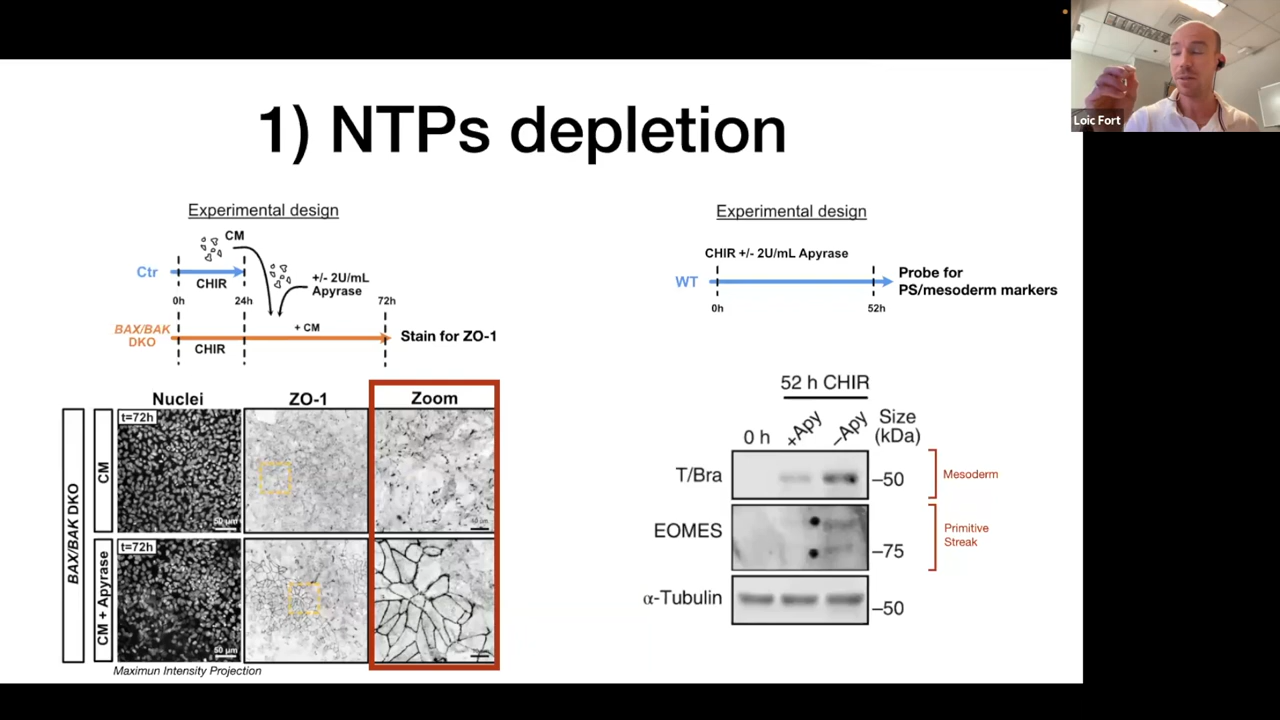 Loic Fort
1) NTPs depletion
Experimental design
CM
+/- 2U/mL
Apyrase
Ctr
CHIR
0h
24h
72h
+ CM
BAX/BAK
DKO
CHIR
Stain for ZO-1
Nuclei
ZO-1
Zoom
BAX/BAK DKO
CM
t=72h
50 µm
CM + Apyrase
t=72h
50 µm
Maximun Intensity Projection
Experimental design
CHIR +/- 2U/mL Apyrase
WT
Probe for
PS/mesoderm markers
0h
52h
52 h CHIR
0 h
+Apy
–Apy
Size
(kDa)
T/Bra
–50
Mesoderm
EOMES
–75
Primitive
Streak
α-Tubulin
–50